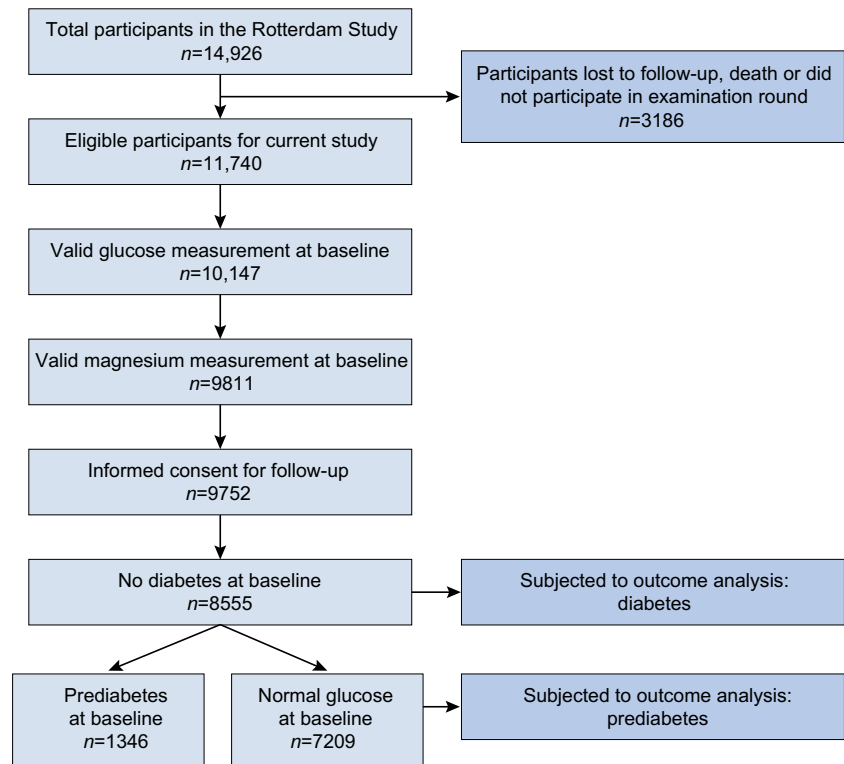 Total participants in the Rotterdam Study
n=14,926
Participants lost to follow-up, death or did
not participate in examination round
n=3186
Eligible participants for current study
n=11,740
Valid glucose measurement at baseline
n=10,147
Valid magnesium measurement at baseline
n=9811
Informed consent for follow-up
n=9752
No diabetes at baseline
n=8555
Subjected to outcome analysis:
diabetes
Prediabetes
at baseline
n=1346
Normal glucose
at baseline
n=7209
Subjected to outcome analysis:
prediabetes